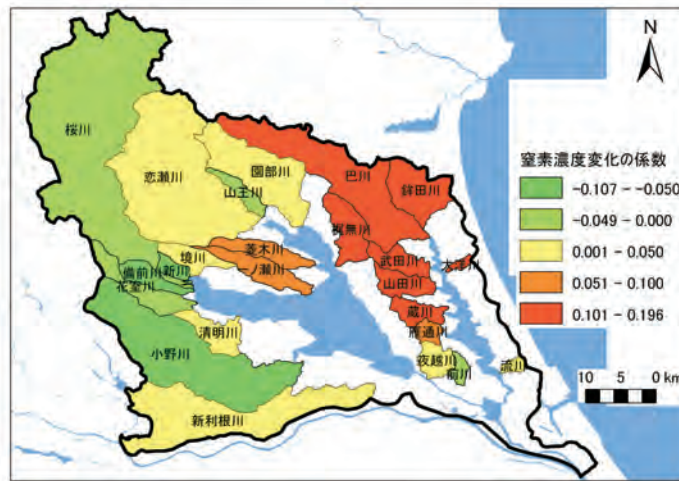 N
窒素濃度変化の係数
-0.107 - -0.050
-0.049 - 0.000
0.001 - 0.050
0.051 - 0.100
0.101 - 0.196
10 5 0 km
桜川
恋瀬川
園部川
山王川
巴川
鉾田川
梶無川
境川
菱木川
一ノ瀬川
武田川
大洋川
山田川
備前川
新川
花室川
蔵川
雁通川
清明川
夜越川
前川
流川
小野川
新利根川